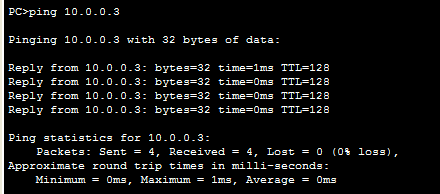 PC>ping 10.0.0.3
Pinging 10.0.0.3 with 32 bytes of data:
Reply from 10.0.0.3: bytes=32 time=1ms TTL=128
Reply from 10.0.0.3: bytes=32 time=0ms TTL=128
Reply from 10.0.0.3: bytes=32 time=0ms TTL=128
Reply from 10.0.0.3: bytes=32 time=0ms TTL=128
Ping statistics for 10.0.0.3:
Packets: Sent = 4, Received = 4, Lost = 0 (0% loss),
Approximate round trip times in milli-seconds:
Minimum = 0ms, Maximum = 1ms, Average = 0ms